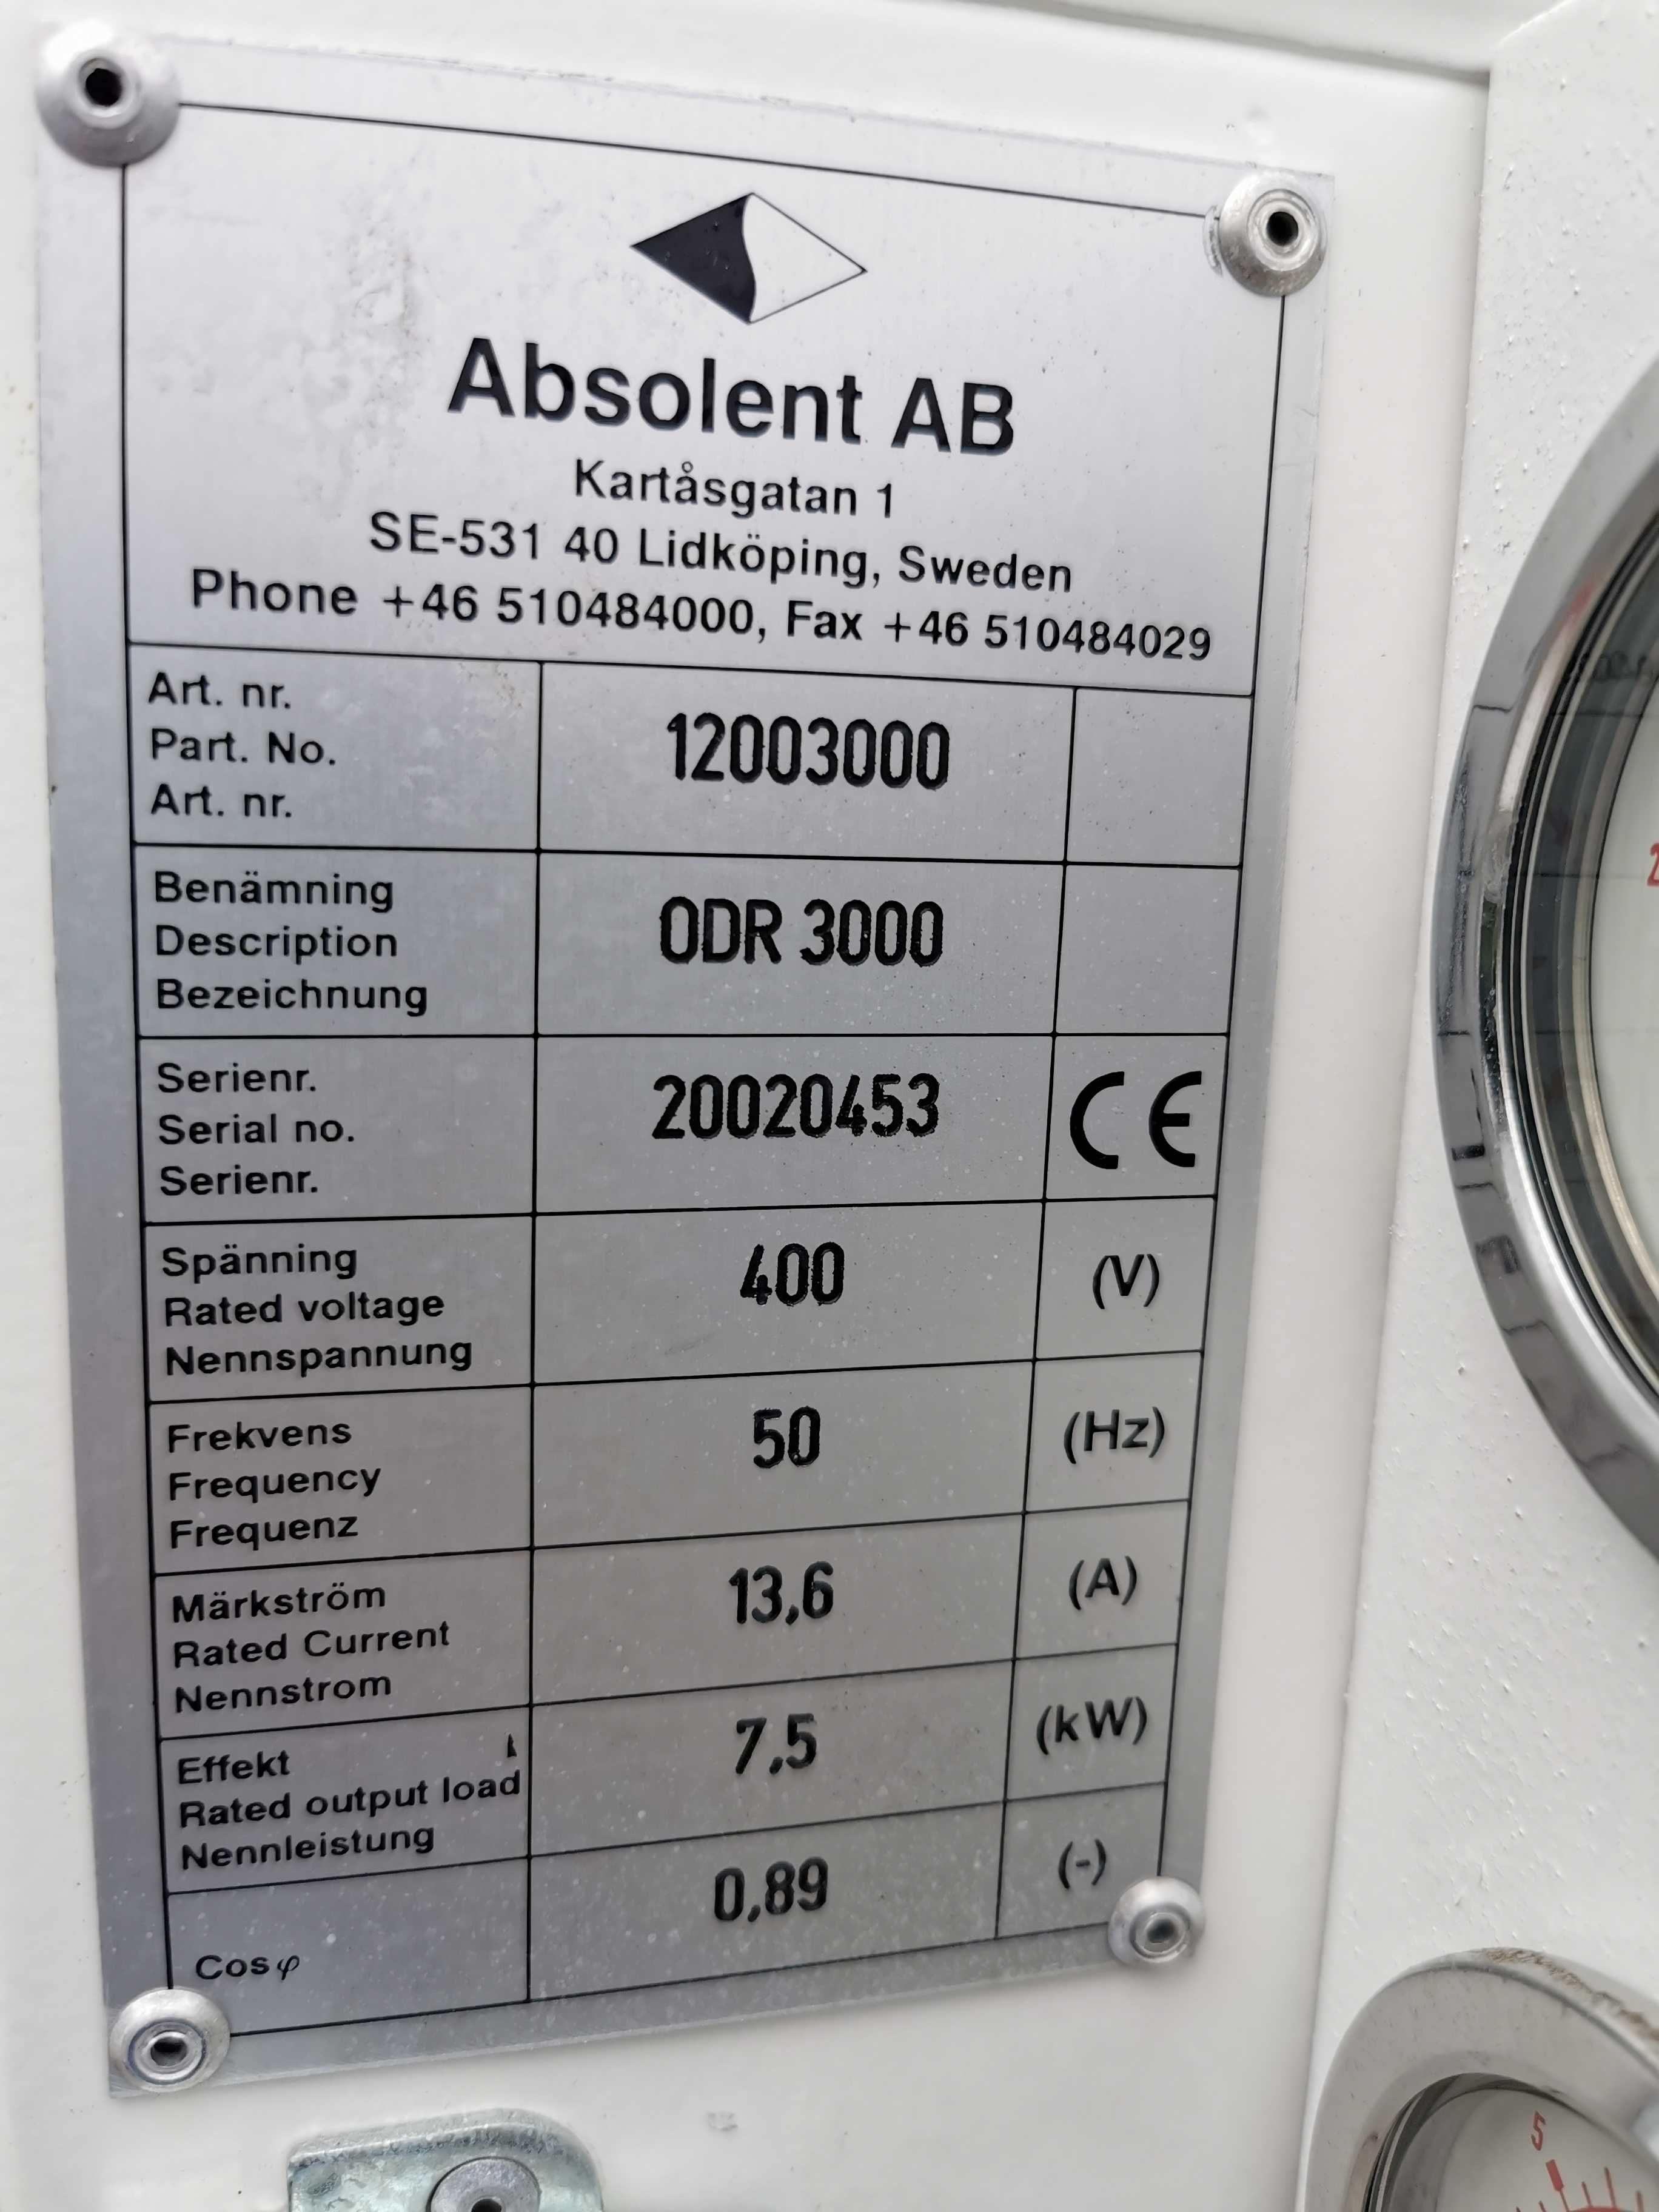 Absolent AB
Kartåsgatan 1
SE-531 40 Lidköping, Sweden
Phone +46 510484000, Fax +46 510484029
Art. nr.
Part. No.
Art. nr.
12003000
Benämning
Description
Bezeichnung
ODR 3000
Serienr.
Serial no.
Serienr.
20020453
CE
Spänning
Rated voltage
Nennspannung
400
(V)
Frekvens
Frequency
Frequenz
50
(Hz)
Märkström
Rated Current
Nennstrom
13,6
(A)
Effekt
Rated output load
Nennleistung
7,5
(kW)
Cosφ
0,89
(-)
5